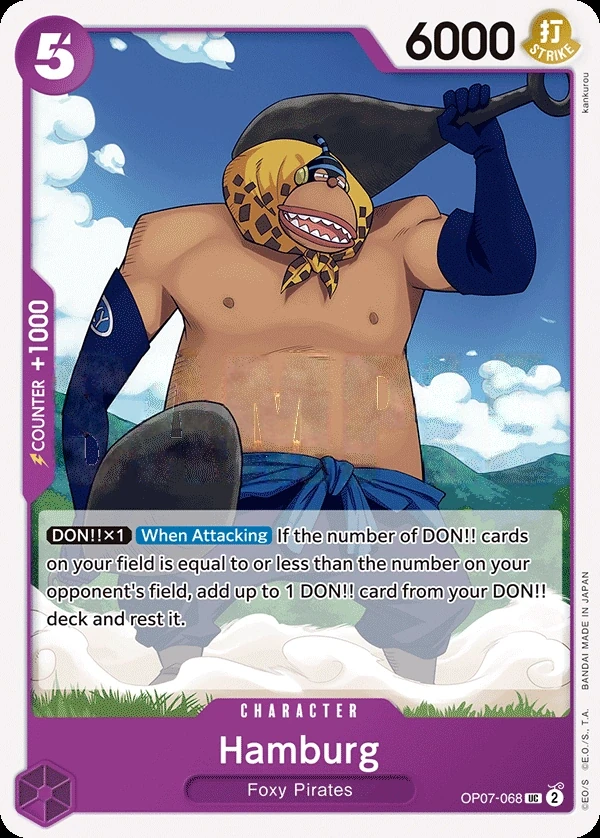 5
6000
打
STRIKE
kankurou
COUNTER +1000
DON!!×1 When Attacking If the number of DON!! cards
on your field is equal to or less than the number on your
opponent's field, add up to 1 DON!! card from your DON!!
deck and rest it.
CHARACTER
Hamburg
Foxy Pirates
OP07-068 UC 2
©EO/S ©E.O./S., T.A. BANDAI MADE IN JAPAN